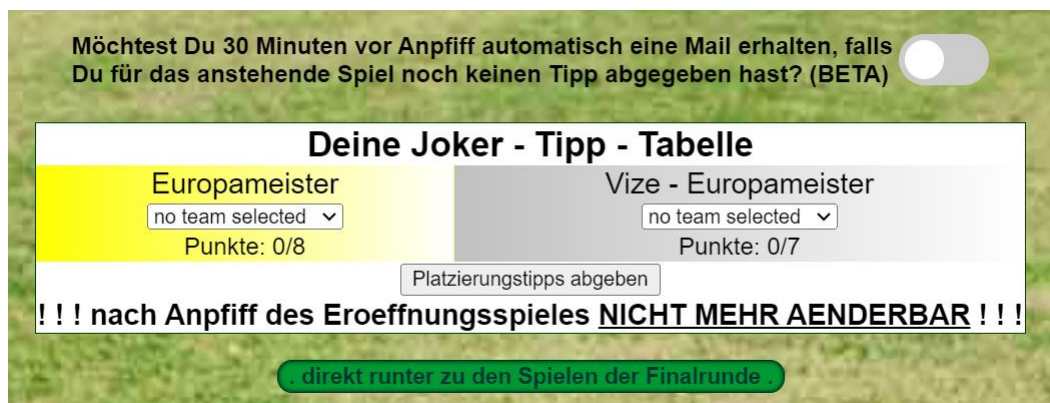 Möchtest Du 30 Minuten vor Anpfiff automatisch eine Mail erhalten, falls
Du für das anstehende Spiel noch keinen Tipp abgegeben hast? (BETA)
Deine Joker - Tipp - Tabelle
Europameister
Vize - Europameister
no team selected
no team selected
Punkte: 0/8
Punkte: 0/7
Platzierungstipps abgeben
! ! ! nach Anpfiff des Eroeffnungsspieles NICHT MEHR AENDERBAR ! ! !
. direkt runter zu den Spielen der Finalrunde .